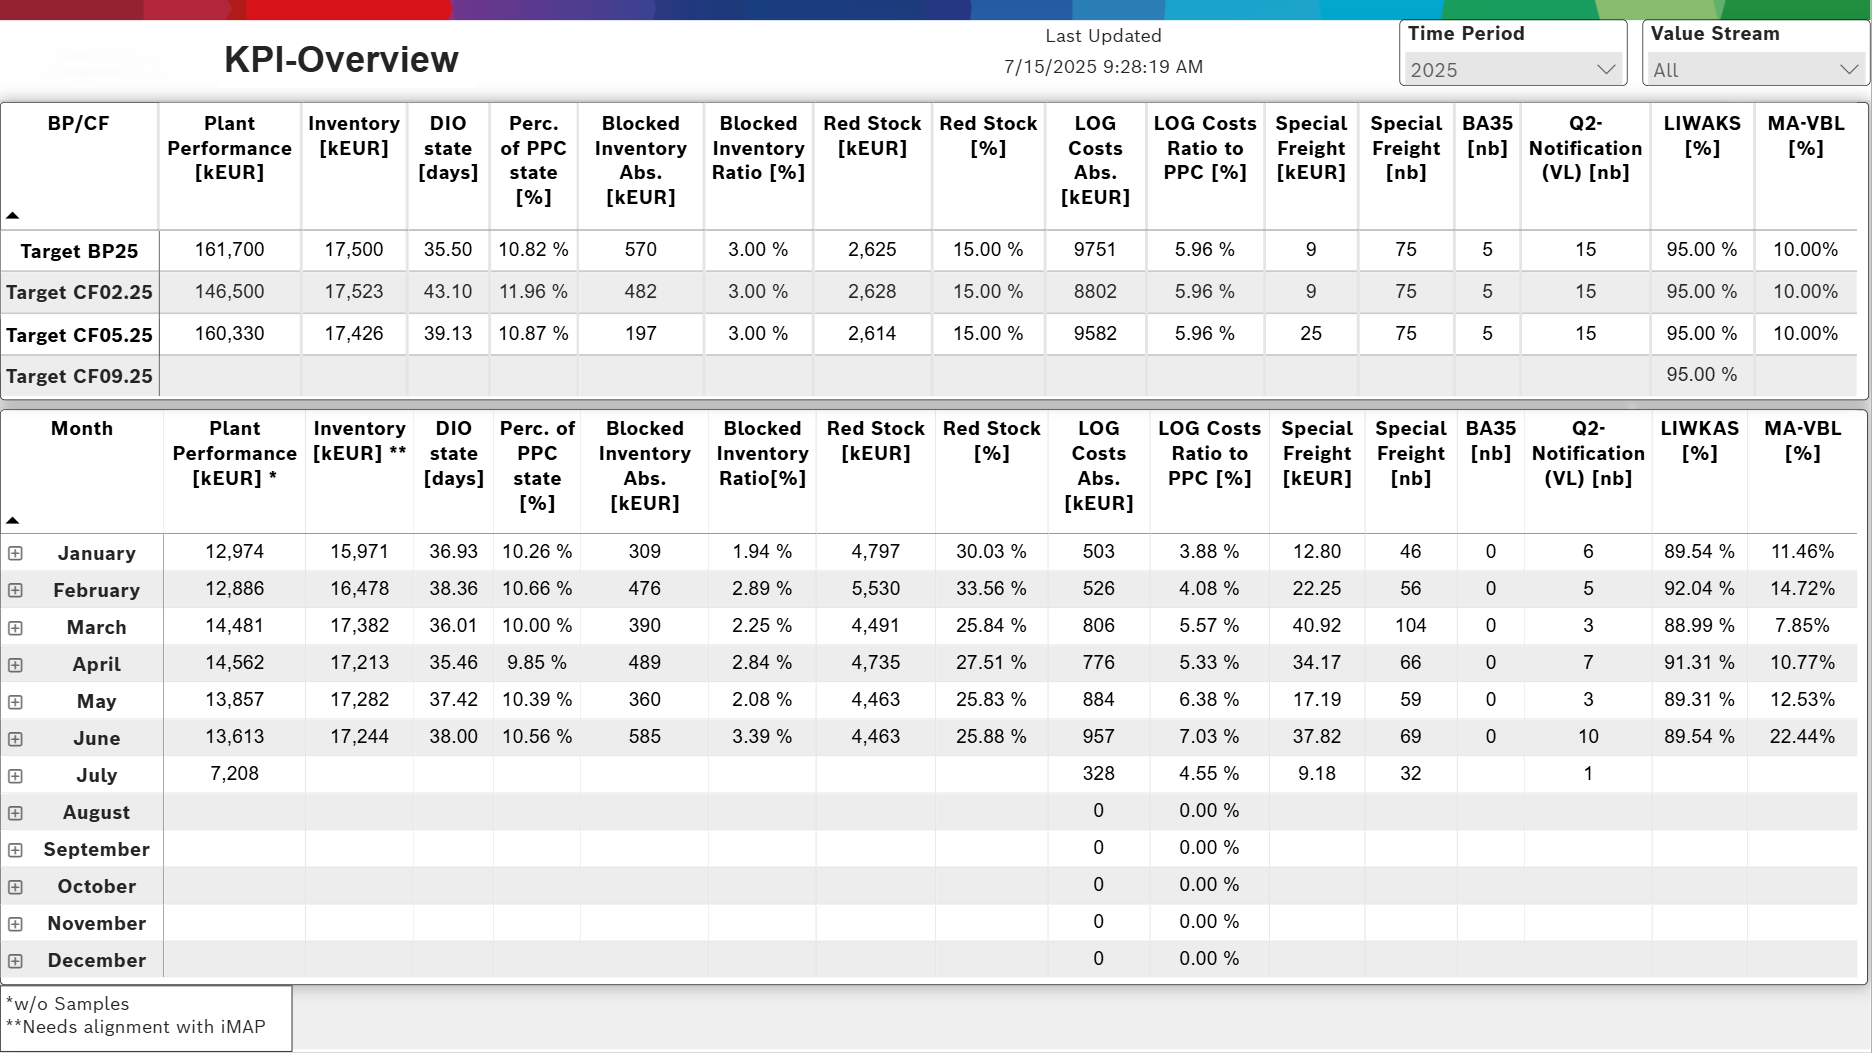 KPI-Overview
Last Updated
7/15/2025 9:28:19 AM
Time Period
2025
Value Stream
All
BP/CF Plant Performance [kEUR] Inventory [kEUR] DIO state [days] Perc. of PPC state [%] Blocked Inventory Abs. [kEUR] Blocked Inventory Ratio [%] Red Stock [kEUR] Red Stock [%] LOG Costs Abs. [kEUR] LOG Costs Ratio to PPC [%] Special Freight [kEUR] Special Freight [nb] BA35 [nb] Q2-Notification (VL) [nb] LIWAKS [%] MA-VBL [%]
Target BP25 161,700 17,500 35.50 10.82 % 570 3.00 % 2,625 15.00 % 9751 5.96 % 9 75 5 15 95.00 % 10.00%
Target CF02.25 146,500 17,523 43.10 11.96 % 482 3.00 % 2,628 15.00 % 8802 5.96 % 9 75 5 15 95.00 % 10.00%
Target CF05.25 160,330 17,426 39.13 10.87 % 197 3.00 % 2,614 15.00 % 9582 5.96 % 25 75 5 15 95.00 % 10.00%
Target CF09.25 95.00 %
Month Plant Performance [kEUR] * Inventory [kEUR] ** DIO state [days] Perc. of PPC state [%] Blocked Inventory Abs. [kEUR] Blocked Inventory Ratio[%] Red Stock [kEUR] Red Stock [%] LOG Costs Abs. [kEUR] LOG Costs Ratio to PPC [%] Special Freight [kEUR] Special Freight [nb] BA35 [nb] Q2-Notification (VL) [nb] LIWKAS [%] MA-VBL [%]
January 12,974 15,971 36.93 10.26 % 309 1.94 % 4,797 30.03 % 503 3.88 % 12.80 46 0 6 89.54 % 11.46%
February 12,886 16,478 38.36 10.66 % 476 2.89 % 5,530 33.56 % 526 4.08 % 22.25 56 0 5 92.04 % 14.72%
March 14,481 17,382 36.01 10.00 % 390 2.25 % 4,491 25.84 % 806 5.57 % 40.92 104 0 3 88.99 % 7.85%
April 14,562 17,213 35.46 9.85 % 489 2.84 % 4,735 27.51 % 776 5.33 % 34.17 66 0 7 91.31 % 10.77%
May 13,857 17,282 37.42 10.39 % 360 2.08 % 4,463 25.83 % 884 6.38 % 17.19 59 0 3 89.31 % 12.53%
June 13,613 17,244 38.00 10.56 % 585 3.39 % 4,463 25.88 % 957 7.03 % 37.82 69 0 10 89.54 % 22.44%
July 7,208 328 4.55 % 9.18 32 1
August 0 0.00 %
September 0 0.00 %
October 0 0.00 %
November 0 0.00 %
December 0 0.00 %
*w/o Samples
**Needs alignment with iMAP